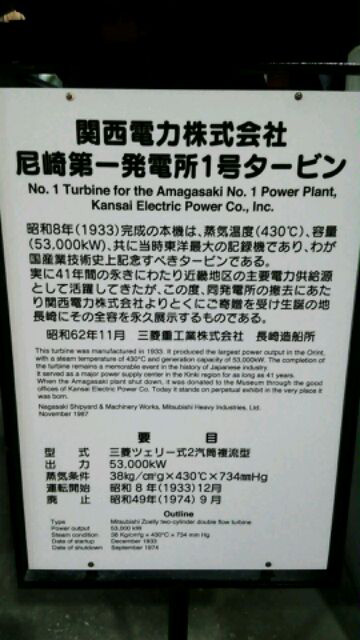 関西電力株式会社
尼崎第一発電所1号タービン
No. 1 Turbine for the Amagasaki No. 1 Power Plant,
Kansai Electric Power Co., Inc.
昭和8年(1933)完成の本機は、蒸気温度(430℃)、容量
(53,000kW)、共に当時東洋最大の記録機であり、わが
国産業技術史上記念すべきタービンである。
実に41年間の永きにわたり近畿地区の主要電力供給源
として活躍してきたが、この度、同発電所の撤去にあた
り関西電力株式会社よりとくにご寄贈を受け生誕の地
長崎にその全容を永久展示するものである。
昭和62年11月 三菱重工業株式会社 長崎造船所
This turbine was manufactured in 1933. It produced the largest power output in the Orint,
with a steam temperature of 430℃ and generation capacity of 53,000kW. The completion of
the turbine remains a memorable event in the history of Japanese industry.
It served as a major power supply center in the Kinki region for as long as 41 years.
When the Amagasaki plant shut down, it was donated to the Museum through the good
offices of Kansai Electric Power Co. Today it stands on perpetual exhibit in the very place it
was born.
Nagasaki Shipyard & Machinery Works, Mitsubishi Heavy Industries, Ltd.
November 1987
要 目
型 式 三菱ツェリー式2汽筒複流型
出 力 53,000kW
蒸気条件 38kg/cm²g×430℃×734mmHg
運転開始 昭和 8 年(1933)12月
廃 止 昭和49年(1974) 9 月
Outline
Type Mitsubishi Zoelly two-cylinder double flow turbine
Power output 53,000 kW
Steam condition 38 Kg/cm²g × 430℃ × 734 mm Hg
Date of startup December 1933
Date of shutdown September 1974